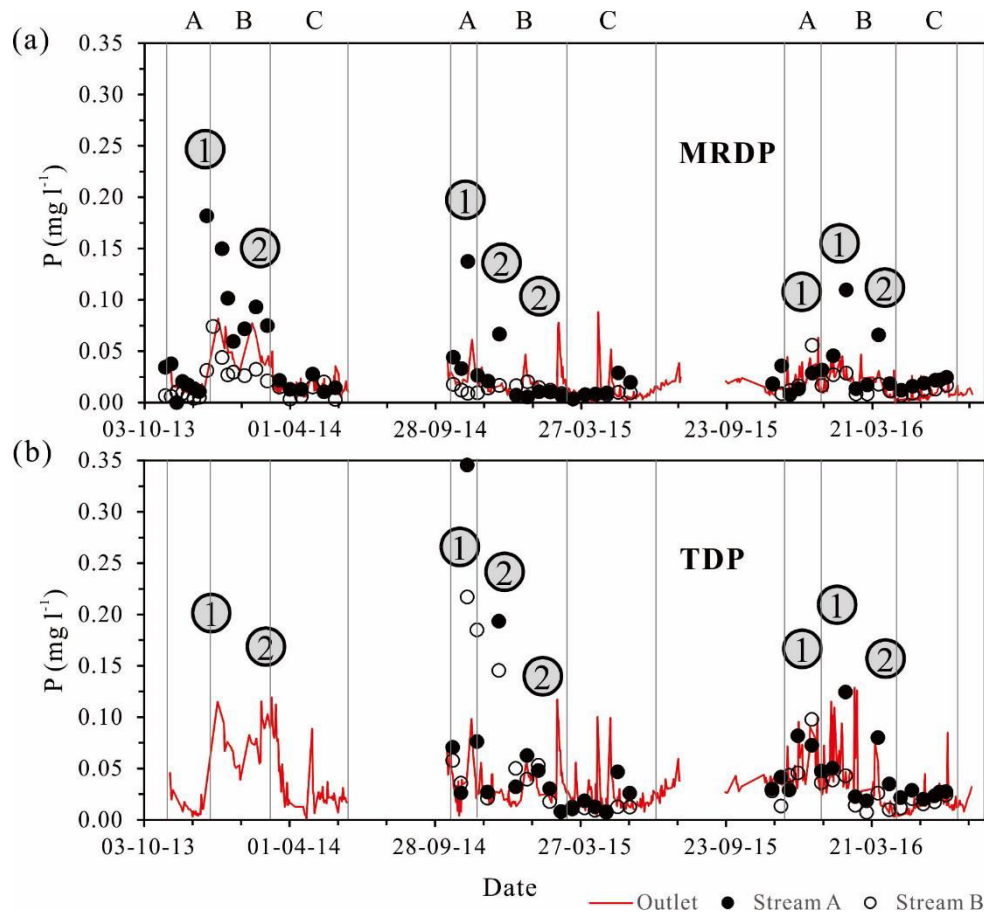 A B C A B C A B C
(a)
0.35
0.30
0.25
0.20
0.15
0.10
0.05
0.00
P (mg l⁻¹)
MRDP
1
2
1
2
2
1
1
2
03-10-13 01-04-14 28-09-14 27-03-15 23-09-15 21-03-16
(b)
0.35
0.30
0.25
0.20
0.15
0.10
0.05
0.00
P (mg l⁻¹)
TDP
1
2
1
2
2
1
1
2
03-10-13 01-04-14 28-09-14 27-03-15 23-09-15 21-03-16
Date
Outlet Stream A Stream B